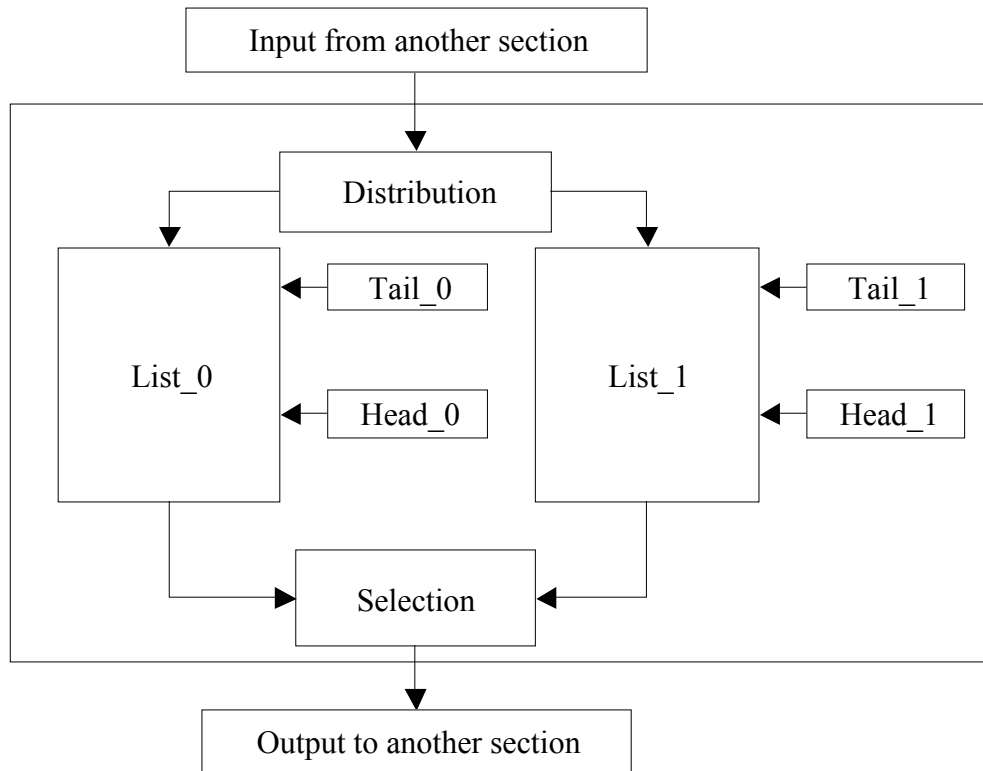 Input from another section
Distribution
Tail_0
Tail_1
List_0
List_1
Head_0
Head_1
Selection
Output to another section